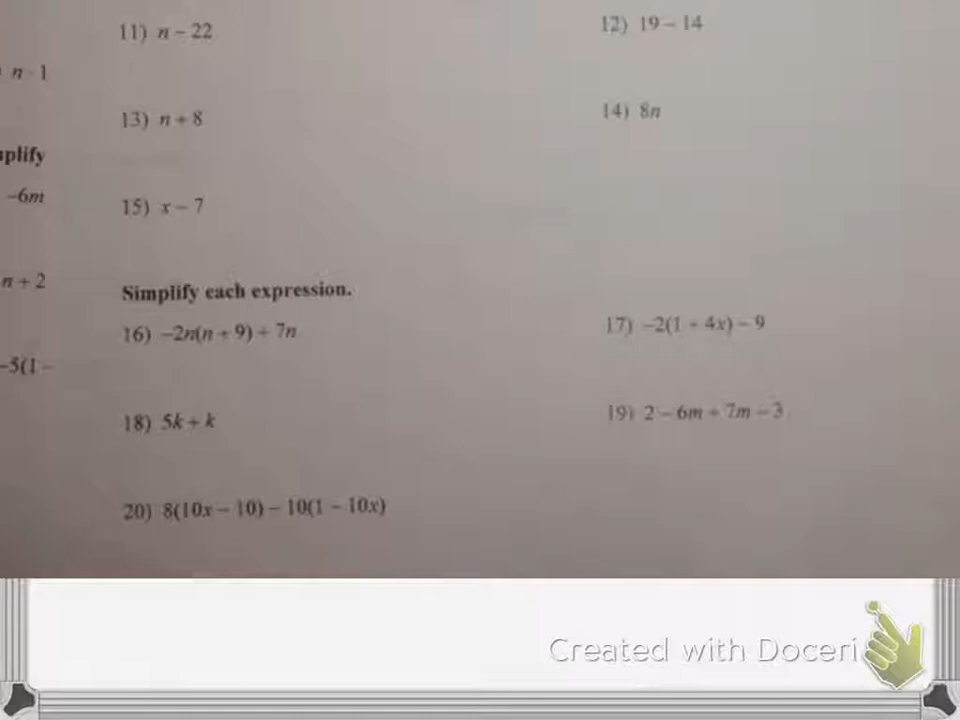 11) n − 22
12) 19 − 14
n · 1
13) n + 8
14) 8n
plify
−6m
15) x − 7
n + 2
Simplify each expression.
16) −2n(n + 9) + 7n
17) −2(1 + 4x) − 9
−5(1 −
18) 5k + k
19) 2 − 6m + 7m − 3
20) 8(10x − 10) − 10(1 − 10x)
Created with Doceri